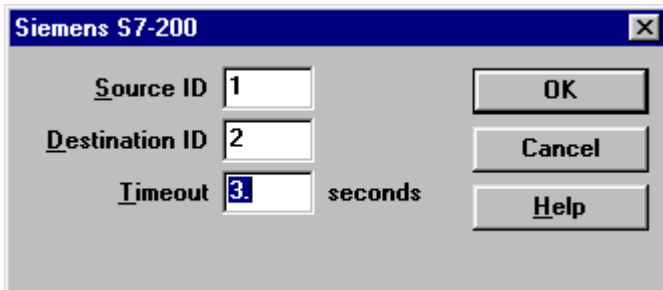 Siemens S7-200
Source ID 1 OK
Destination ID 2 Cancel
Timeout 3. seconds Help